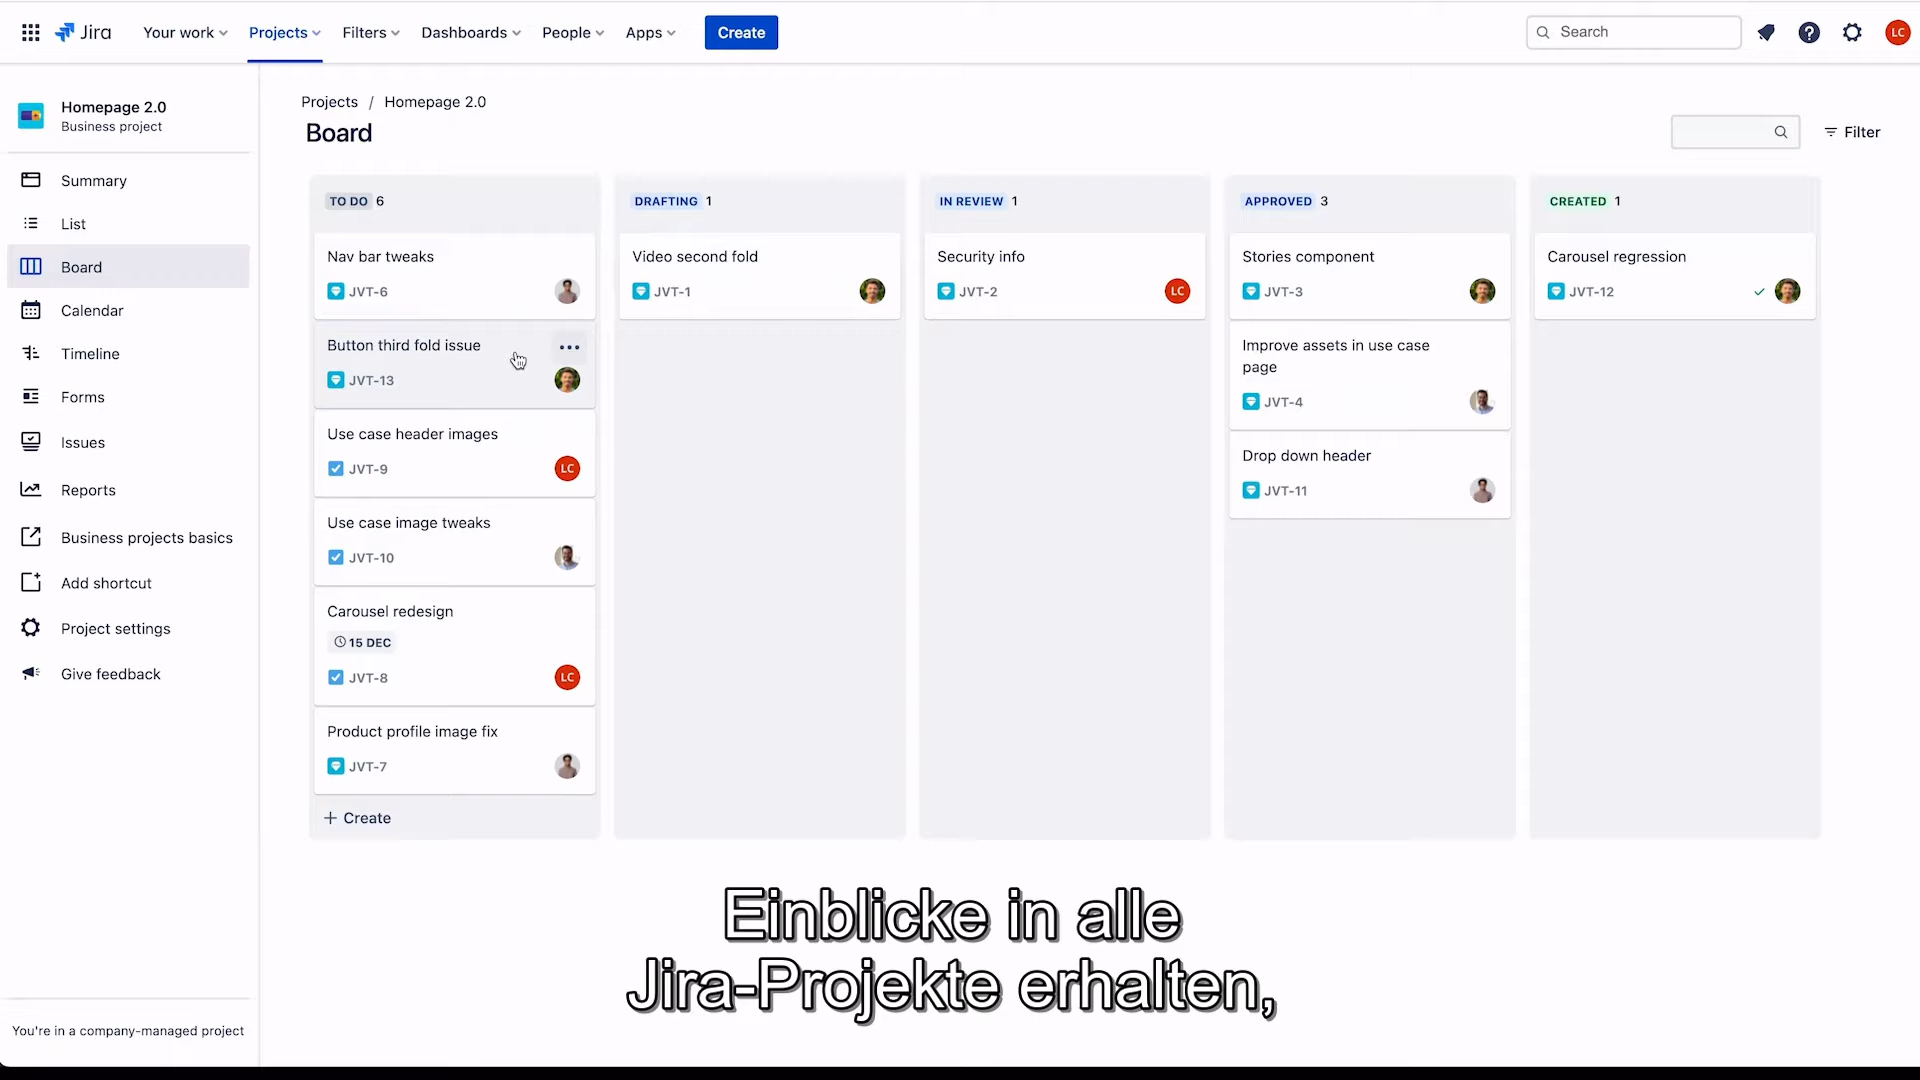 Jira
Your work
Projects
Filters
Dashboards
People
Apps
Create
Search
LC
Homepage 2.0
Business project
Summary
List
Board
Calendar
Timeline
Forms
Issues
Reports
Business projects basics
Add shortcut
Project settings
Give feedback
You're in a company-managed project
Projects / Homepage 2.0
Board
Filter
TO DO 6
Nav bar tweaks
JVT-6
Button third fold issue
JVT-13
Use case header images
JVT-9
LC
Use case image tweaks
JVT-10
Carousel redesign
15 DEC
JVT-8
LC
Product profile image fix
JVT-7
+ Create
DRAFTING 1
Video second fold
JVT-1
IN REVIEW 1
Security info
JVT-2
LC
APPROVED 3
Stories component
JVT-3
Improve assets in use case
page
JVT-4
Drop down header
JVT-11
CREATED 1
Carousel regression
JVT-12
Einblicke in alle
Jira-Projekte erhalten,